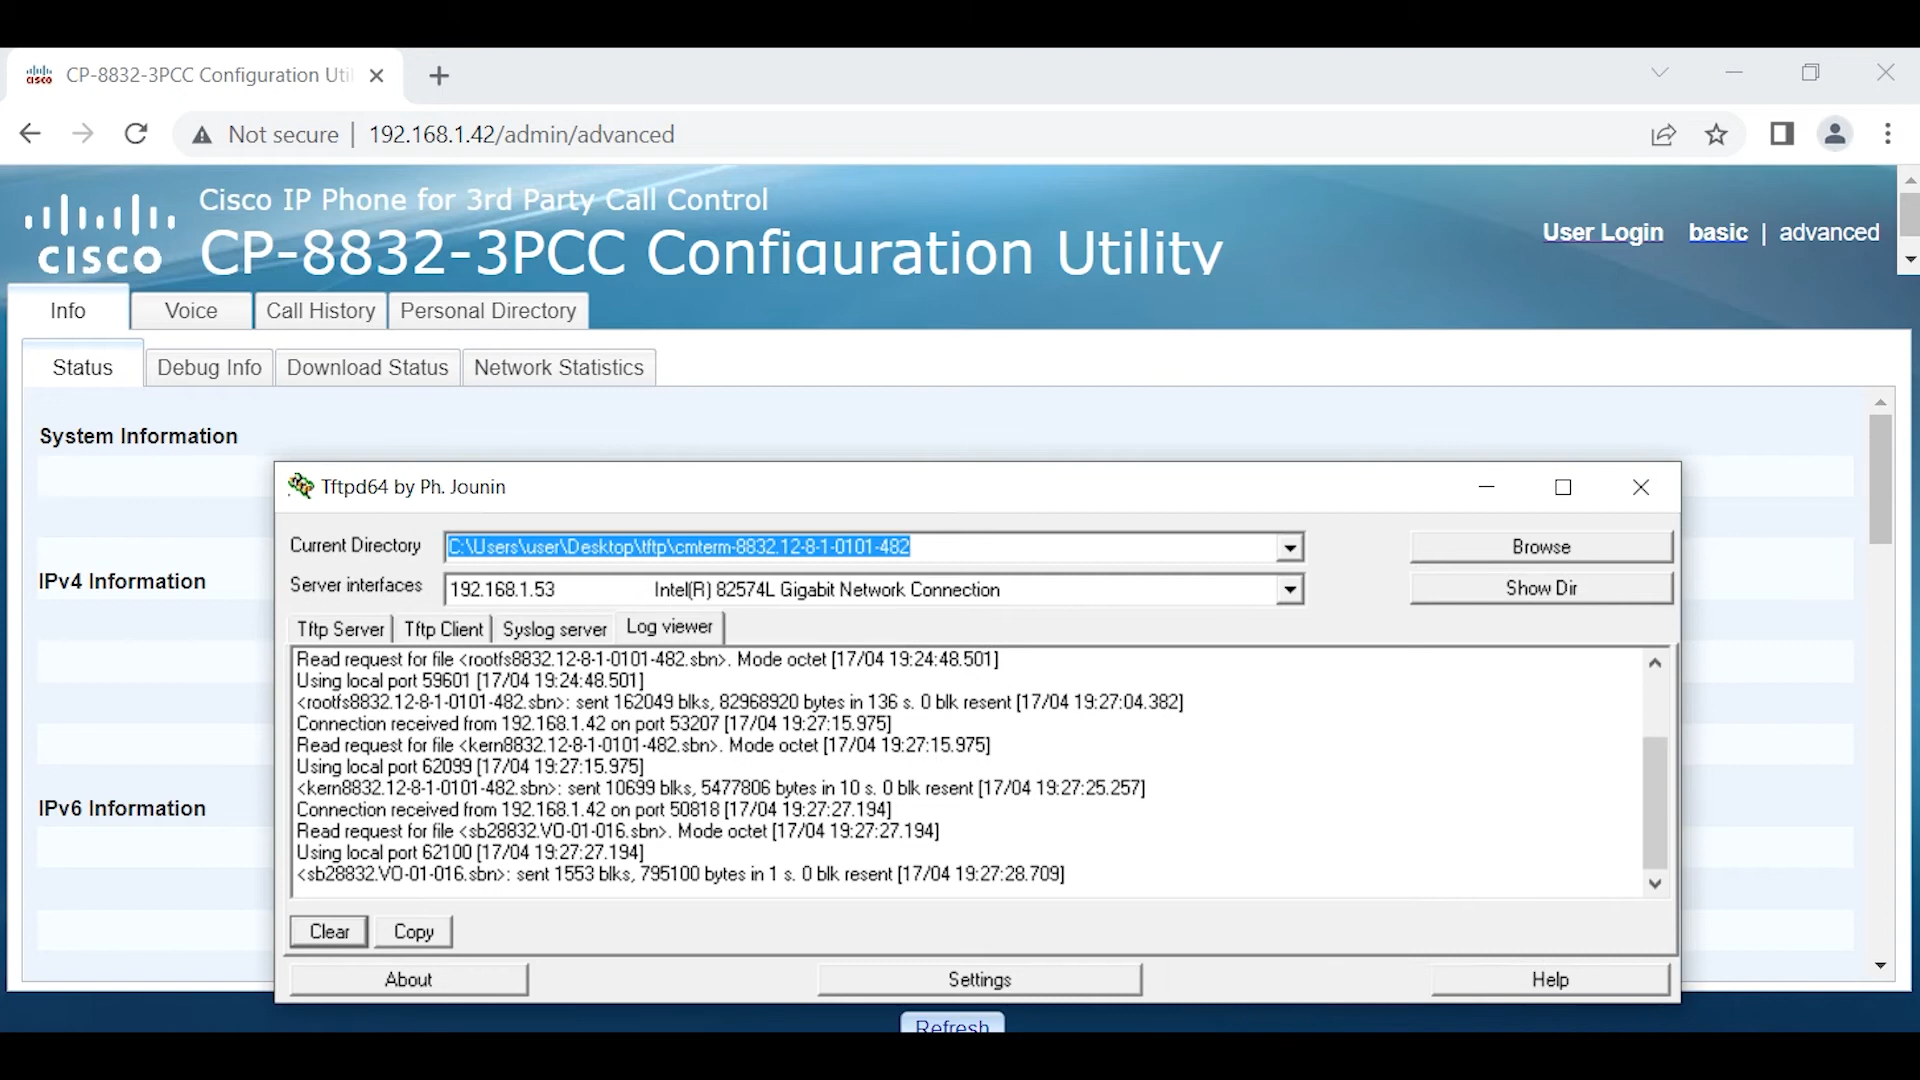 CP-8832-3PCC Configuration Util
Not secure | 192.168.1.42/admin/advanced
Cisco IP Phone for 3rd Party Call Control
CISCO
CP-8832-3PCC Configuration Utility
User Login basic | advanced
Info Voice Call History Personal Directory
Status Debug Info Download Status Network Statistics
System Information
IPv4 Information
IPv6 Information
Tftpd64 by Ph. Jounin
Current Directory C:\Users\user\Desktop\tftp\cmterm-8832.12-8-1-0101-482 Browse
Server interfaces 192.168.1.53 Intel(R) 82574L Gigabit Network Connection Show Dir
Tftp Server Tftp Client Syslog server Log viewer
Read request for file <rootfs8832.12-8-1-0101-482.sbn>. Mode octet [17/04 19:24:48.501]
Using local port 59601 [17/04 19:24:48.501]
<rootfs8832.12-8-1-0101-482.sbn>: sent 162049 blks, 82968920 bytes in 136 s. 0 blk resent [17/04 19:27:04.382]
Connection received from 192.168.1.42 on port 53207 [17/04 19:27:15.975]
Read request for file <kern8832.12-8-1-0101-482.sbn>. Mode octet [17/04 19:27:15.975]
Using local port 62099 [17/04 19:27:15.975]
<kern8832.12-8-1-0101-482.sbn>: sent 10699 blks, 5477806 bytes in 10 s. 0 blk resent [17/04 19:27:25.257]
Connection received from 192.168.1.42 on port 50818 [17/04 19:27:27.194]
Read request for file <sb28832.VO-01-016.sbn>. Mode octet [17/04 19:27:27.194]
Using local port 62100 [17/04 19:27:27.194]
<sb28832.VO-01-016.sbn>: sent 1553 blks, 795100 bytes in 1 s. 0 blk resent [17/04 19:27:28.709]
Clear Copy
About Settings Help
Refresh